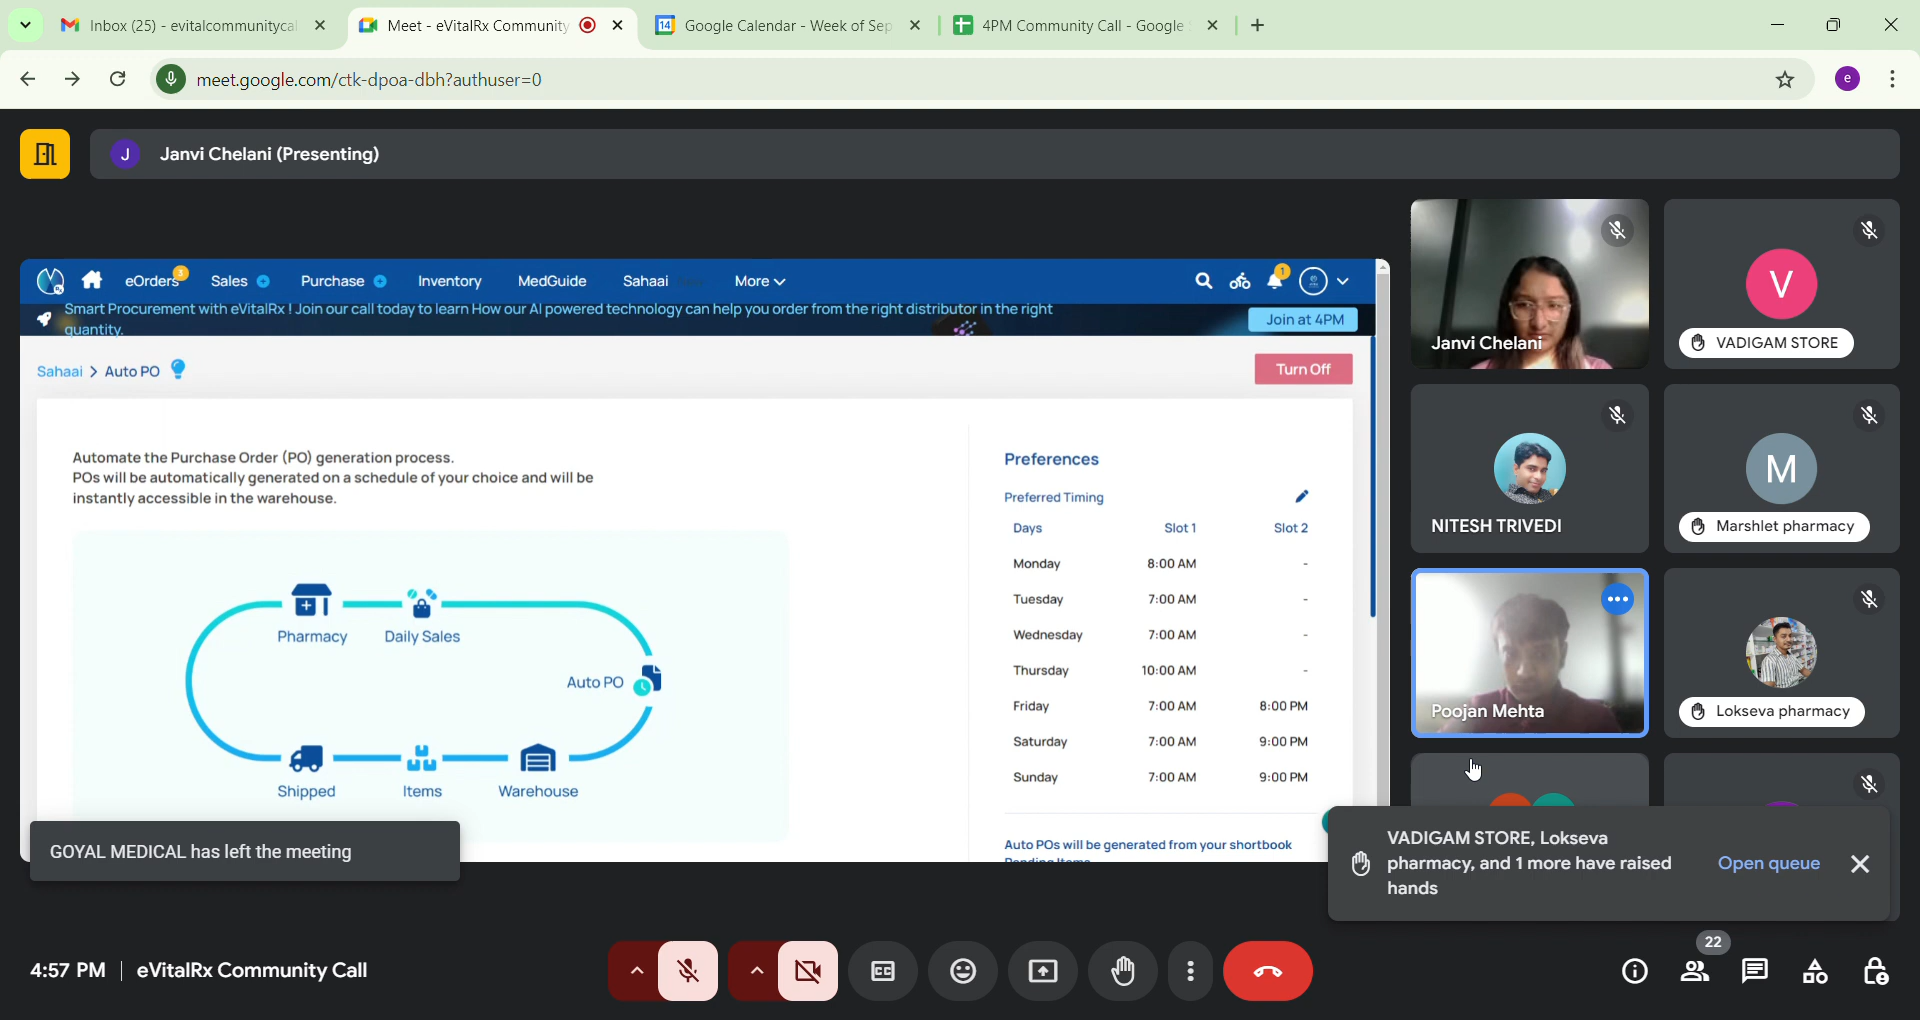 Inbox (25) - evitalcommunitycal
Meet - eVitalRx Community
Google Calendar - Week of Sep
4PM Community Call - Google S
meet.google.com/ctk-dpoa-dbh?authuser=0
e
J
Janvi Chelani (Presenting)
eOrders 3
Sales
Purchase
Inventory
MedGuide
Sahaai
More
1
Smart Procurement with eVitalRx ! Join our call today to learn How our AI powered technology can help you order from the right distributor in the right
quantity.
Join at 4PM
Sahaai > Auto PO
Turn Off
Automate the Purchase Order (PO) generation process.
POs will be automatically generated on a schedule of your choice and will be
instantly accessible in the warehouse.
Pharmacy
Daily Sales
Auto PO
Shipped
Items
Warehouse
Preferences
Preferred Timing
Days Slot 1 Slot 2
Monday 8:00 AM -
Tuesday 7:00 AM -
Wednesday 7:00 AM -
Thursday 10:00 AM -
Friday 7:00 AM 8:00 PM
Saturday 7:00 AM 9:00 PM
Sunday 7:00 AM 9:00 PM
Auto POs will be generated from your shortbook
Pending Items
Janvi Chelani
V
VADIGAM STORE
NITESH TRIVEDI
M
Marshlet pharmacy
Poojan Mehta
Lokseva pharmacy
GOYAL MEDICAL has left the meeting
VADIGAM STORE, Lokseva
pharmacy, and 1 more have raised
hands
Open queue
4:57 PM | eVitalRx Community Call
22